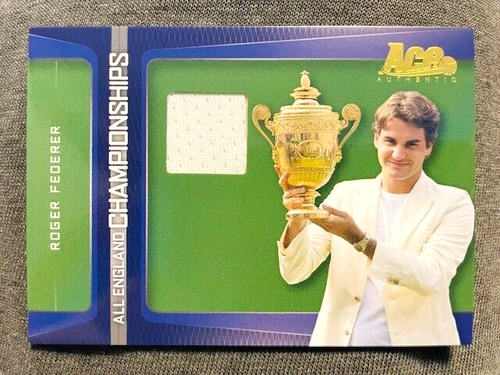 ROGER FEDERER
ALL ENGLAND CHAMPIONSHIPS
ACE
AUTHENTIC